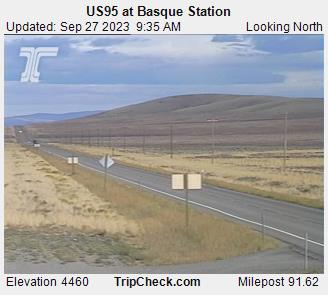 US95 at Basque Station
Updated: Sep 27 2023 9:35 AM Looking North
Elevation 4460 TripCheck.com Milepost 91.62